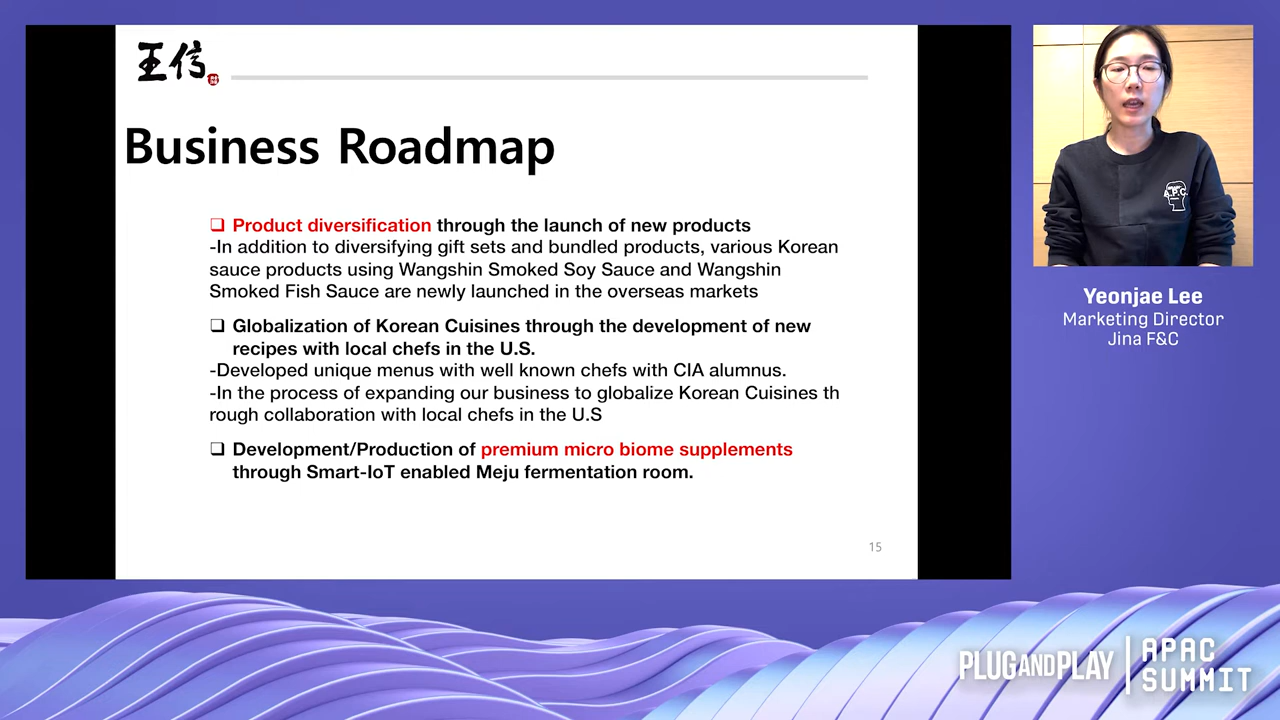 王信
Business Roadmap
❑ Product diversification through the launch of new products
-In addition to diversifying gift sets and bundled products, various Korean
sauce products using Wangshin Smoked Soy Sauce and Wangshin
Smoked Fish Sauce are newly launched in the overseas markets
❑ Globalization of Korean Cuisines through the development of new
recipes with local chefs in the U.S.
-Developed unique menus with well known chefs with CIA alumnus.
-In the process of expanding our business to globalize Korean Cuisines th
rough collaboration with local chefs in the U.S
❑ Development/Production of premium micro biome supplements
through Smart-IoT enabled Meju fermentation room.
15
A.P.C.
Yeonjae Lee
Marketing Director
Jina F&C
PLUGANDPLAY
APAC
SUMMIT